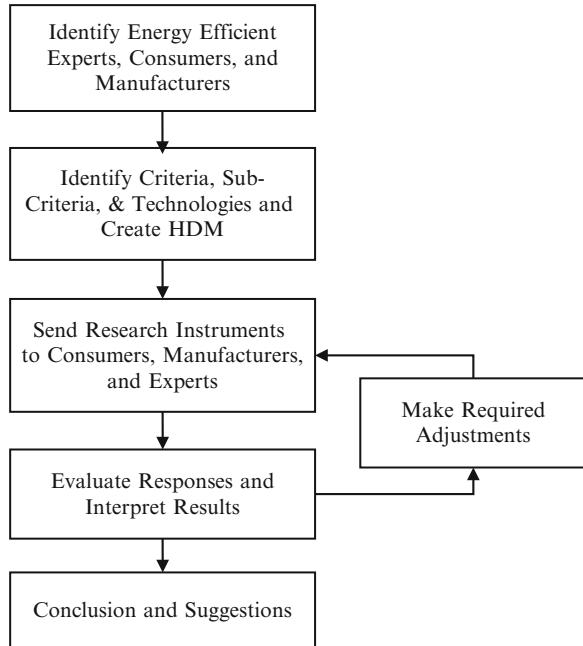 Identify Energy Efficient
Experts, Consumers, and
Manufacturers
Identify Criteria, Sub-
Criteria, & Technologies and
Create HDM
Send Research Instruments
to Consumers, Manufacturers,
and Experts
Make Required
Adjustments
Evaluate Responses and
Interpret Results
Conclusion and Suggestions